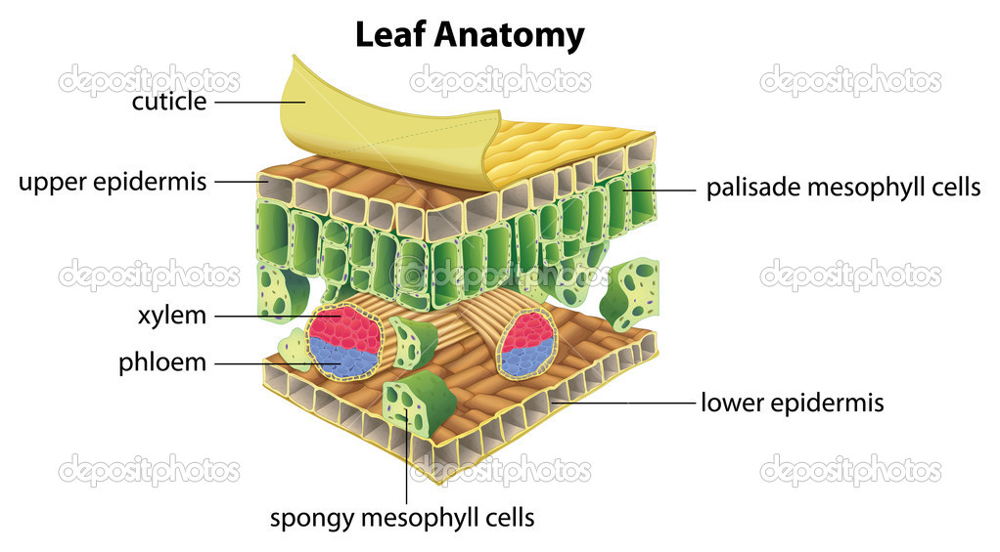 Leaf Anatomy
depositphotos depositphotos depositphotos
cuticle
upper epidermis
palisade mesophyll cells
depositphotos depositphotos depositphotos
xylem
phloem
lower epidermis
depositphotos depositphotos depositphotos
spongy mesophyll cells